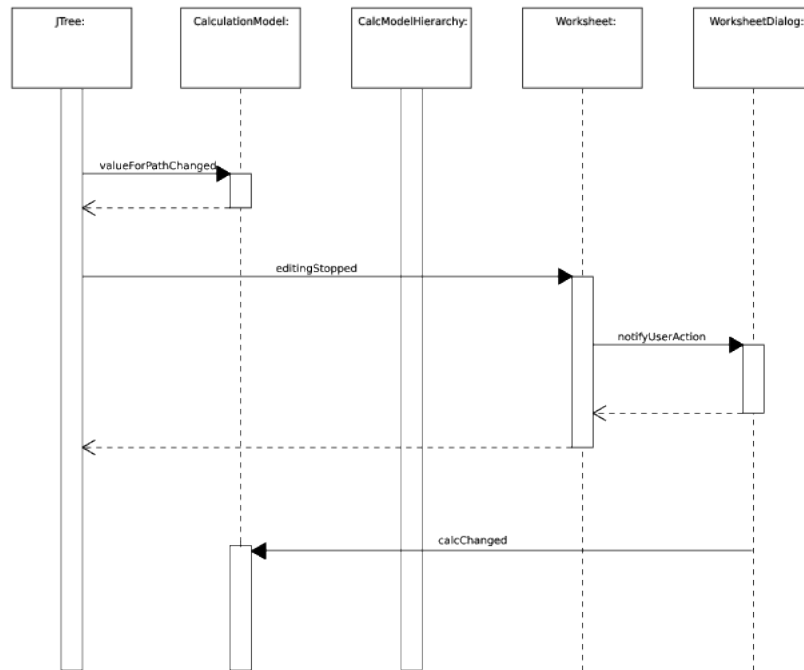 JTree:
CalculationModel:
CalcModelHierarchy:
Worksheet:
WorksheetDialog:
valueForPathChanged
editingStopped
notifyUserAction
calcChanged